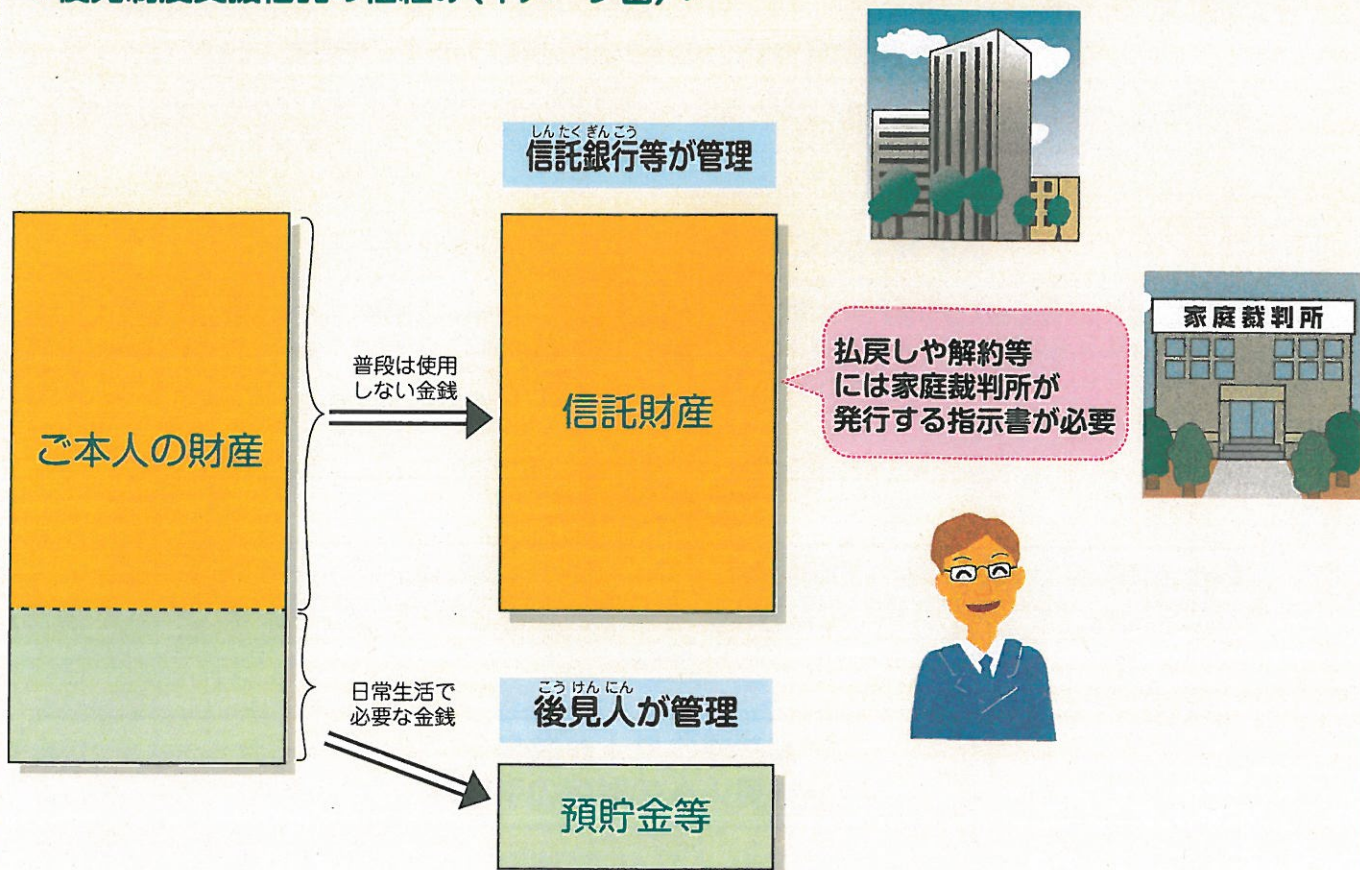 しんたくぎんこう
信託銀行等が管理
家庭裁判所
普段は使用
しない金銭
払戻しや解約等
には家庭裁判所が
発行する指示書が必要
ご本人の財産
信託財産
日常生活で
必要な金銭
こうけんにん
後見人が管理
預貯金等